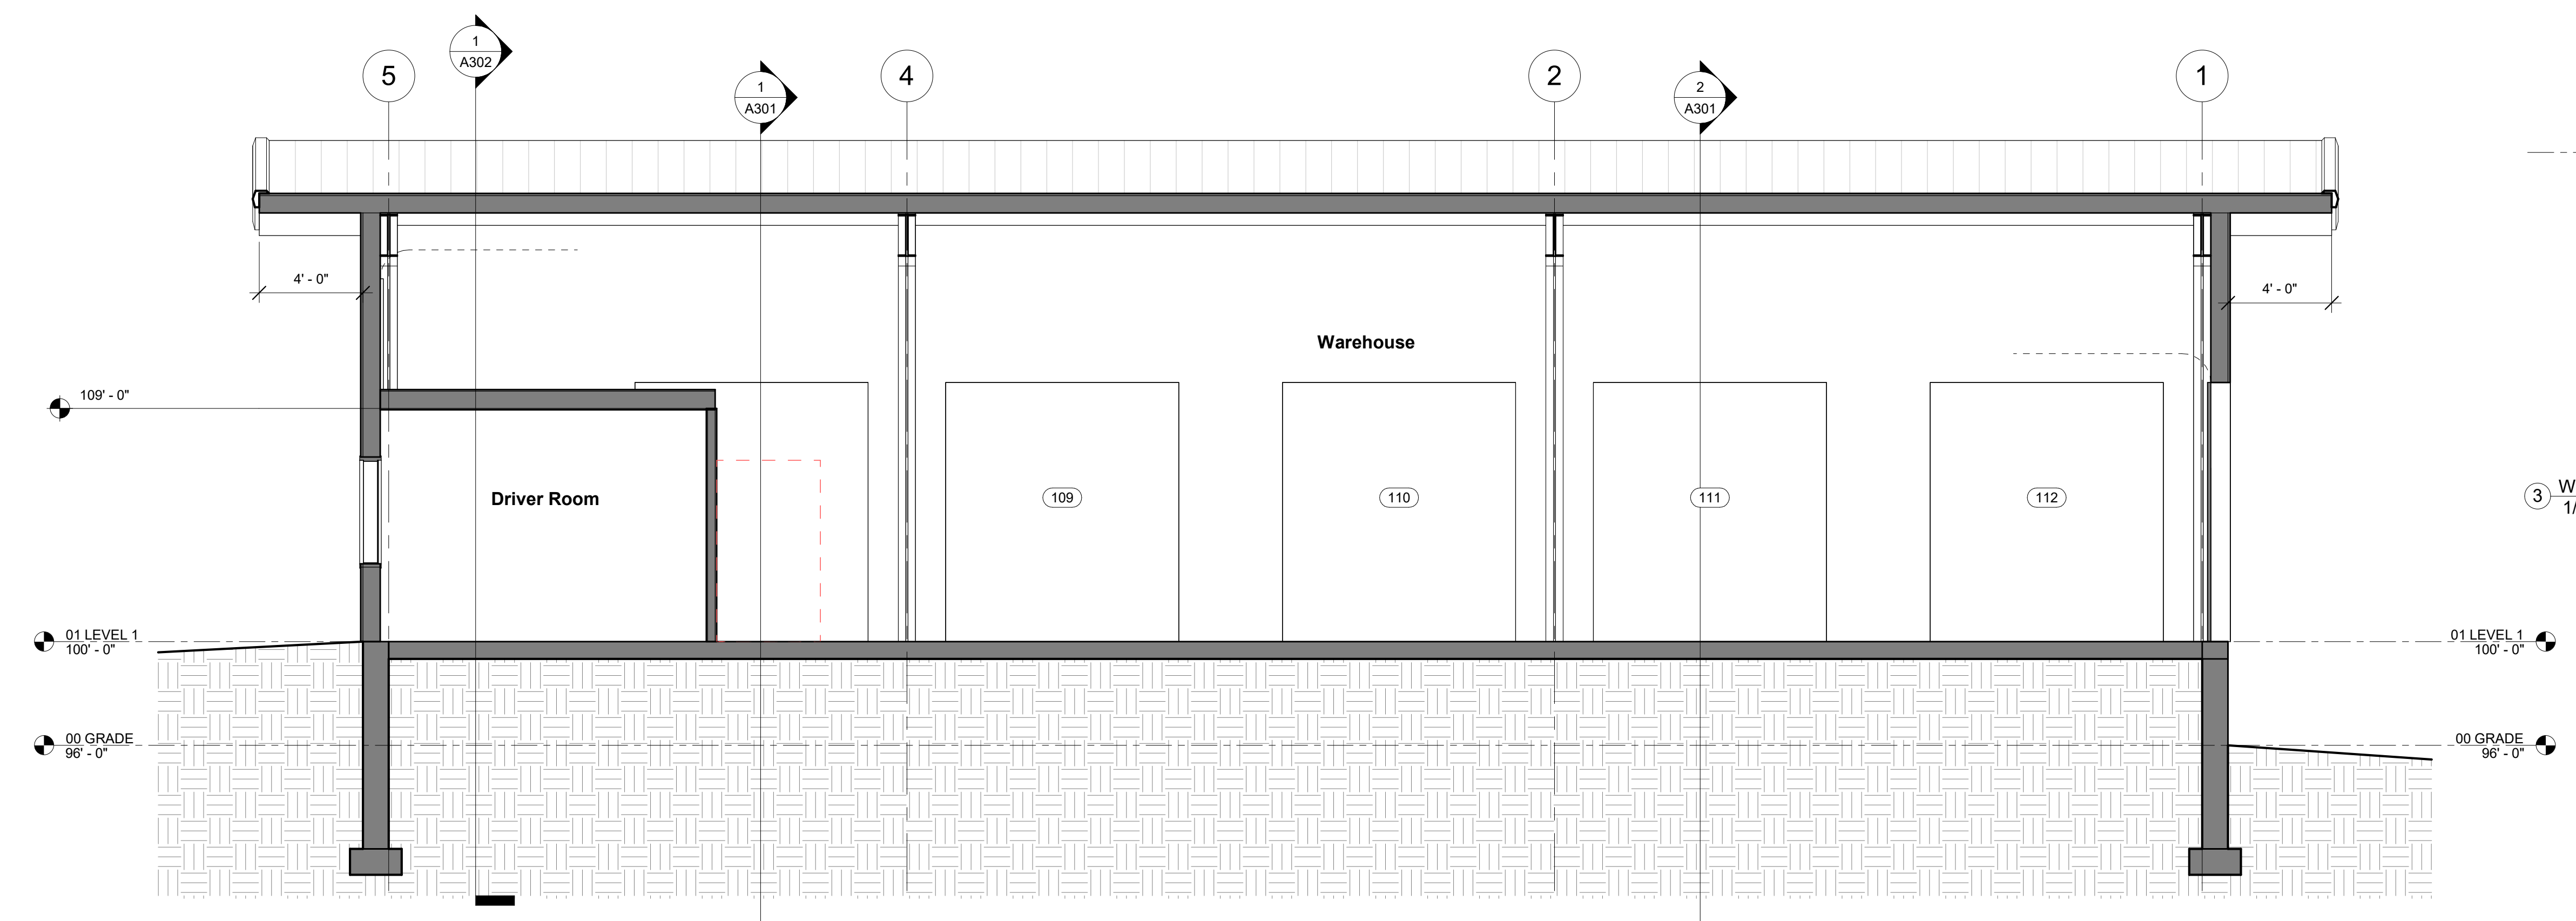 1
A302
5
1
A301
4
2
2
A301
1
4' - 0"
4' - 0"
Warehouse
109' - 0"
Driver Room
109
110
111
112
3
W
1/
01 LEVEL 1
100' - 0"
01 LEVEL 1
100' - 0"
00 GRADE
96' - 0"
00 GRADE
96' - 0"